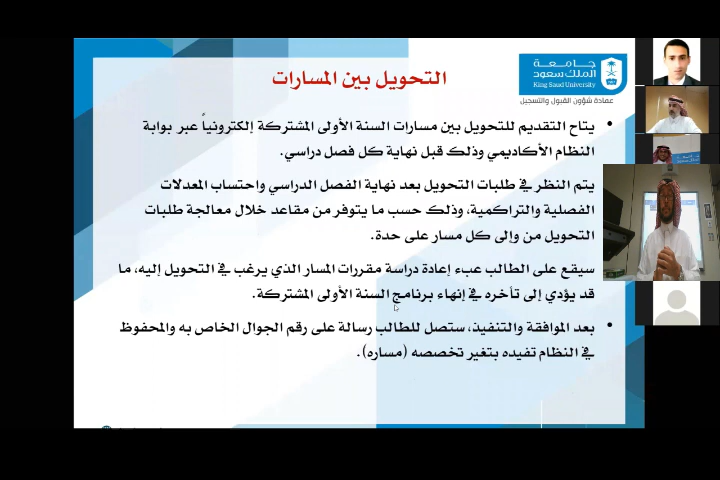 جامعة
الملك سعود
King Saud University
عمادة شؤون القبول والتسجيل
التحويل بين المسارات
• يتاح التقديم للتحويل بين مسارات السنة الأولى المشتركة إلكترونياً عبر بوابة
النظام الأكاديمي وذلك قبل نهاية كل فصل دراسي.
يتم النظر في طلبات التحويل بعد نهاية الفصل الدراسي واحتساب المعدلات
الفصلية والتراكمية، وذلك حسب ما يتوفر من مقاعد خلال معالجة طلبات
التحويل من وإلى كل مسار على حدة.
سيقع على الطالب عبء إعادة دراسة مقررات المسار الذي يرغب في التحويل إليه، ما
قد يؤدي إلى تأخره في إنهاء برنامج السنة الأولى المشتركة.
• بعد الموافقة والتنفيذ، ستصل للطالب رسالة على رقم الجوال الخاص به والمحفوظ
في النظام تفيده بتغير تخصصه (مساره).